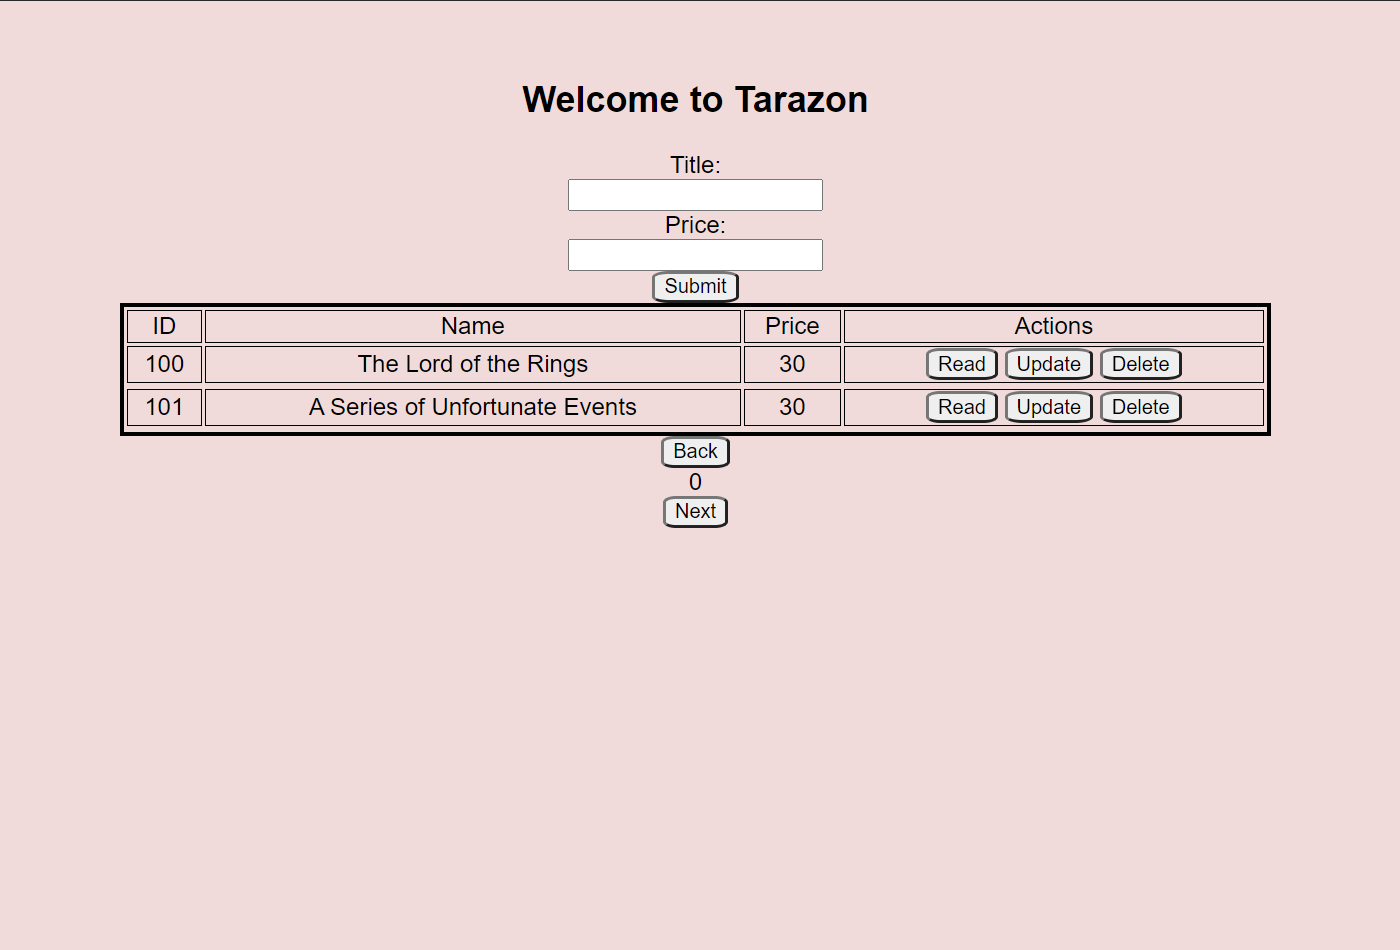 Welcome to Tarazon
Title:
Price:
Submit
ID Name Price Actions
100 The Lord of the Rings 30 Read Update Delete
101 A Series of Unfortunate Events 30 Read Update Delete
Back
0
Next